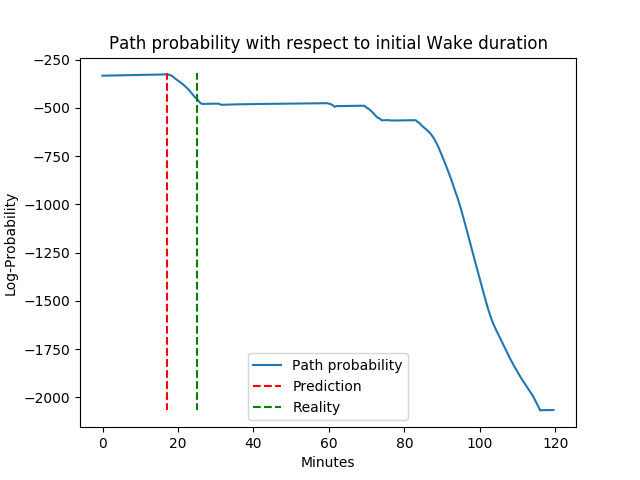 Path probability with respect to initial Wake duration
Log-Probability
−250
−500
−750
−1000
−1250
−1500
−1750
−2000
0 20 40 60 80 100 120
Minutes
Path probability
Prediction
Reality